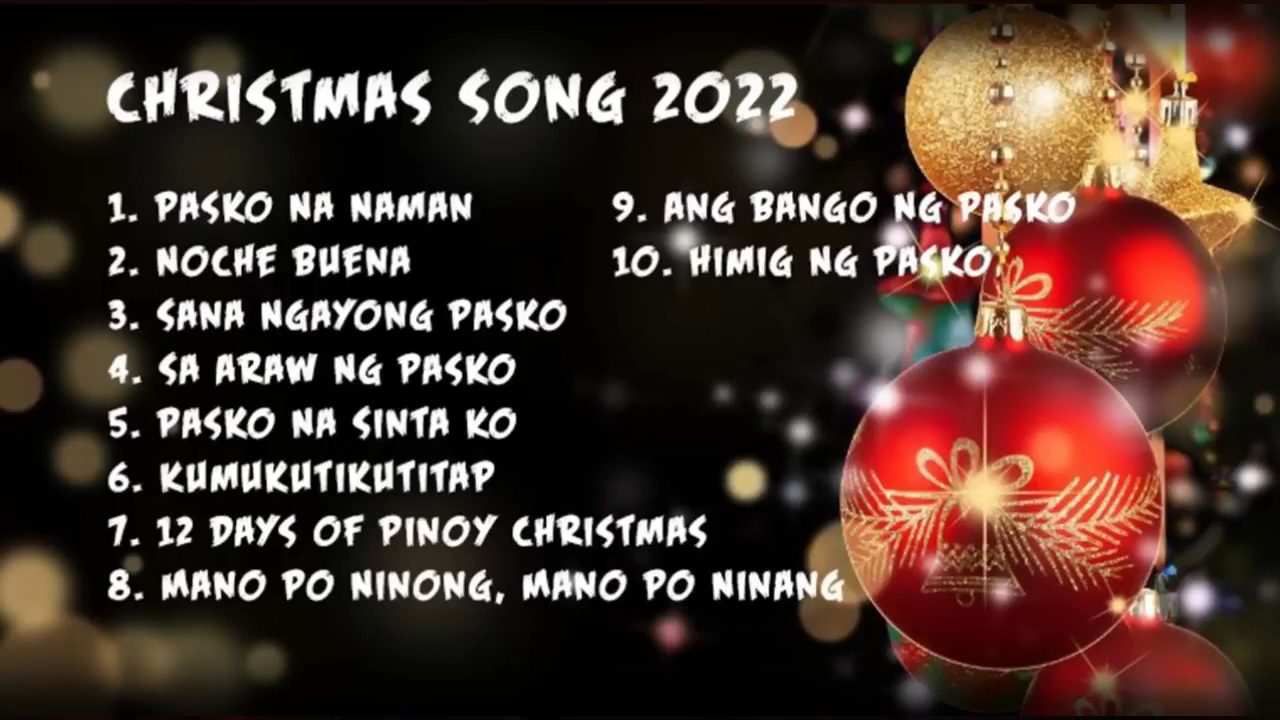 CHRISTMAS SONG 2022
1. PASKO NA NAMAN
2. NOCHE BUENA
3. SANA NGAYONG PASKO
4. SA ARAW NG PASKO
5. PASKO NA SINTA KO
6. KUMUKUTIKUTITAP
7. 12 DAYS OF PINOY CHRISTMAS
8. MANO PO NINONG, MANO PO NINANG
9. ANG BANGO NG PASKO
10. HIMIG NG PASKO